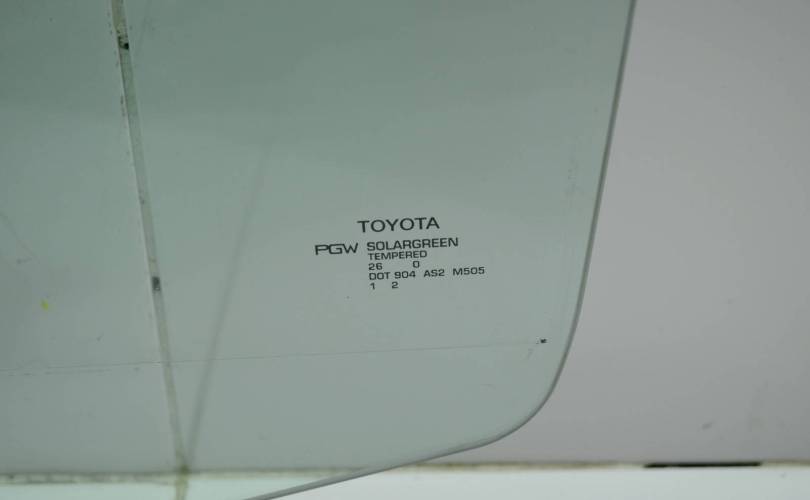 TOYOTA
PGW SOLARGREEN
TEMPERED
26 0
DOT 904 AS2 M505
1 2